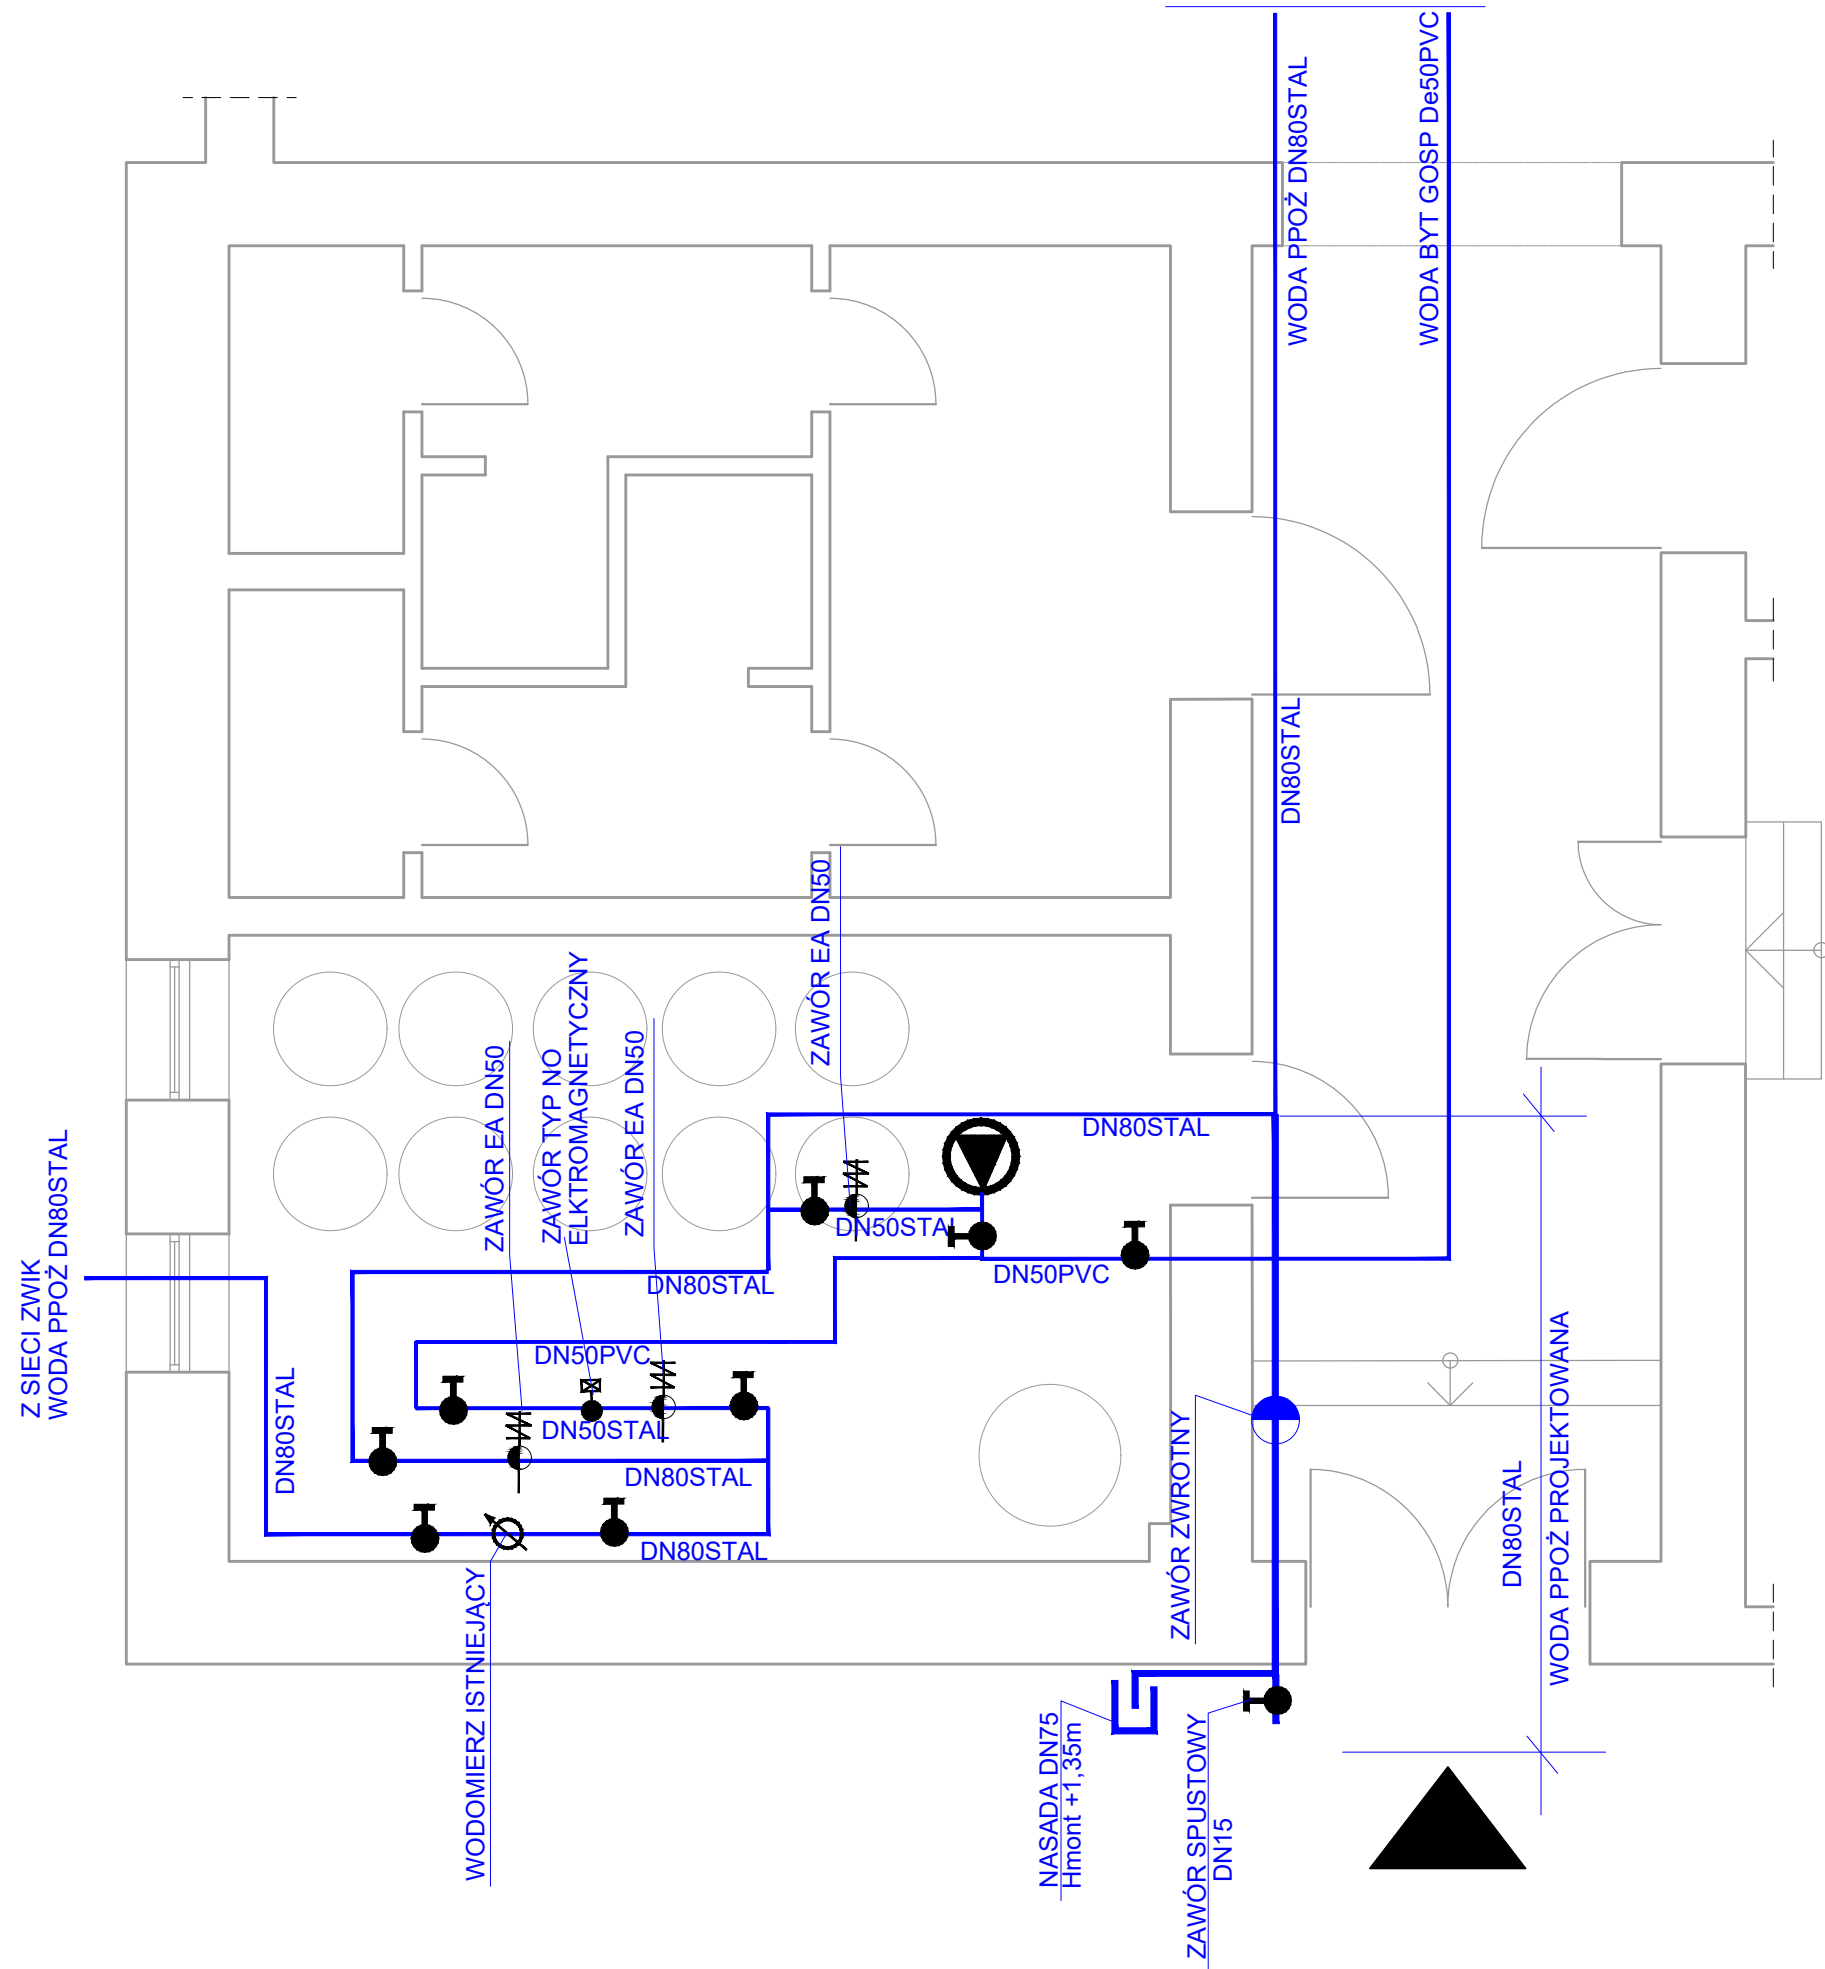 WODA PPOŻ DN80STAL
WODA BYT GOSP De50PVC
DN80STAL
ZAWÓR EA DN50
ZAWÓR EA DN50
ZAWÓR TYP NO
ELKTROMAGNETYCZNY
ZAWÓR EA DN50
DN80STAL
DN50STAL
DN50PVC
DN80STAL
Z SIECI ZWIK
WODA PPOŻ DN80STAL
DN80STAL
DN50PVC
DN50STAL
DN80STAL
DN80STAL
WODOMIERZ ISTNIEJĄCY
ZAWÓR ZWROTNY
DN80STAL
WODA PPOŻ PROJEKTOWANA
NASADA DN75
Hmont +1,35m
ZAWÓR SPUSTOWY
DN15